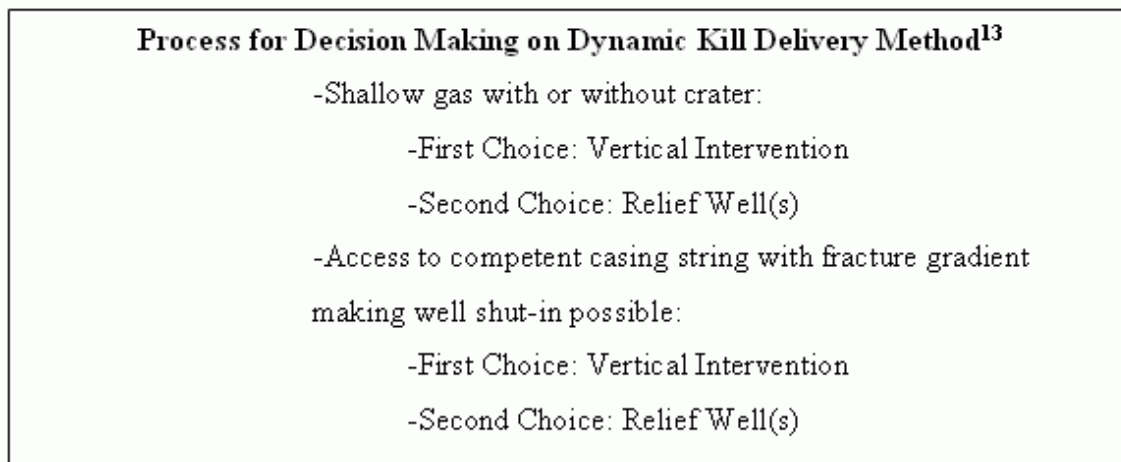 Process for Decision Making on Dynamic Kill Delivery Method¹³
-Shallow gas with or without crater:
-First Choice: Vertical Intervention
-Second Choice: Relief Well(s)
-Access to competent casing string with fracture gradient
making well shut-in possible:
-First Choice: Vertical Intervention
-Second Choice: Relief Well(s)